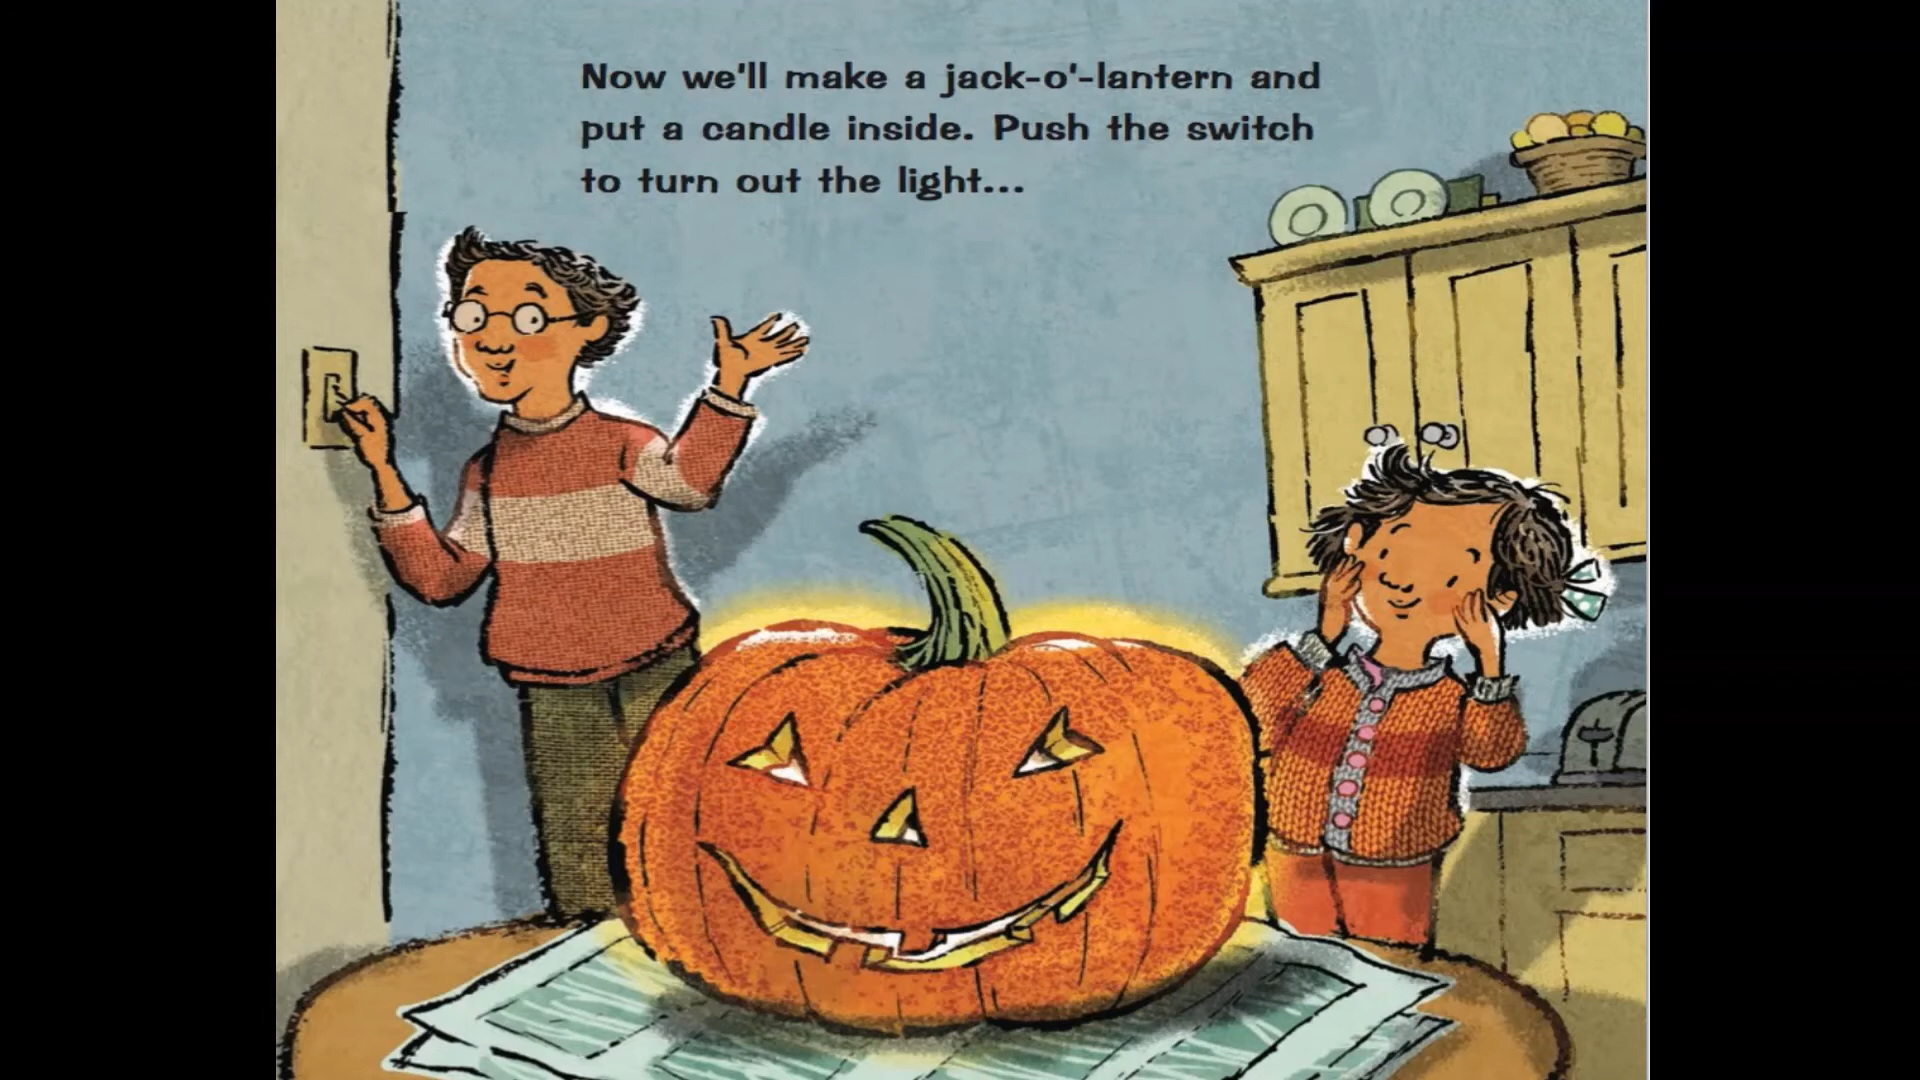 Now we'll make a jack-o'-lantern and
put a candle inside. Push the switch
to turn out the light...